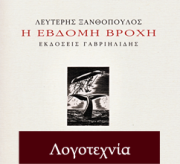 ΛΕΥΤΕΡΗΣ ΞΑΝΘΟΠΟΥΛΟΣ
Η ΕΒΔΟΜΗ ΒΡΟΧΗ
ΕΚΔΟΣΕΙΣ ΓΑΒΡΙΗΛΙΔΗΣ
Λογοτεχνία